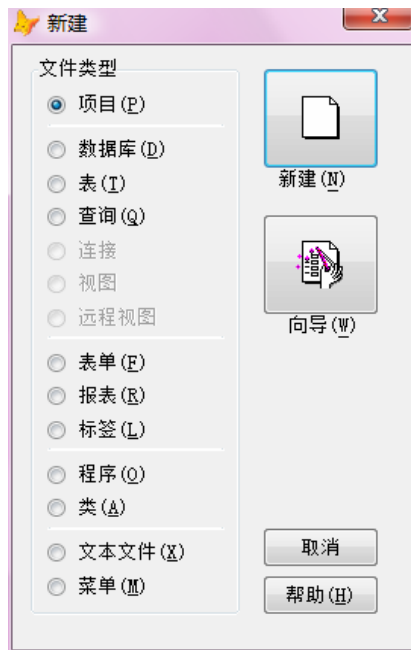 新建
文件类型
项目(P)
数据库(D)
表(T)
查询(Q)
连接
视图
远程视图
表单(F)
报表(R)
标签(L)
程序(O)
类(A)
文本文件(X)
菜单(M)
新建(N)
向导(W)
取消
帮助(H)